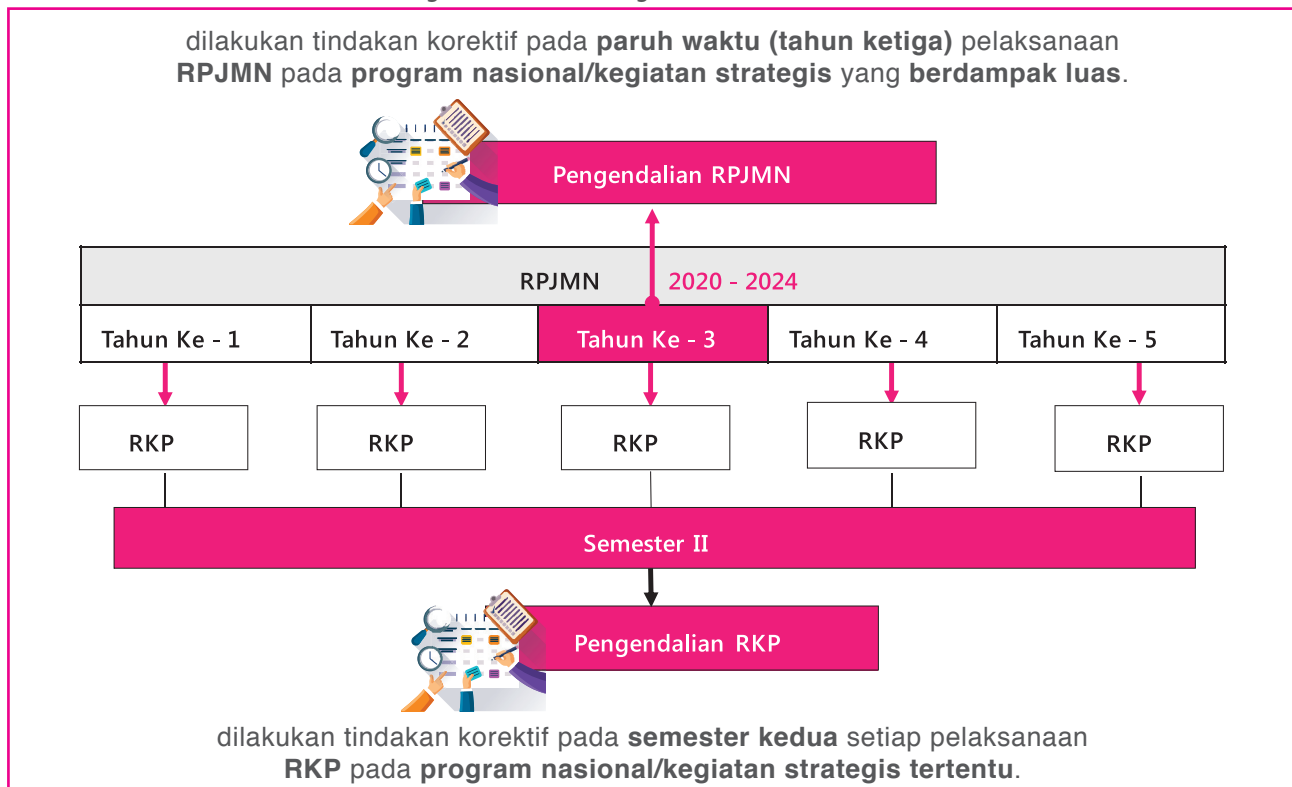 dilakukan tindakan korektif pada paruh waktu (tahun ketiga) pelaksanaan
RPJMN pada program nasional/kegiatan strategis yang berdampak luas.
Pengendalian RPJMN
RPJMN 2020 - 2024
Tahun Ke - 1 Tahun Ke - 2 Tahun Ke - 3 Tahun Ke - 4 Tahun Ke - 5
RKP RKP RKP RKP RKP
Semester II
Pengendalian RKP
dilakukan tindakan korektif pada semester kedua setiap pelaksanaan
RKP pada program nasional/kegiatan strategis tertentu.